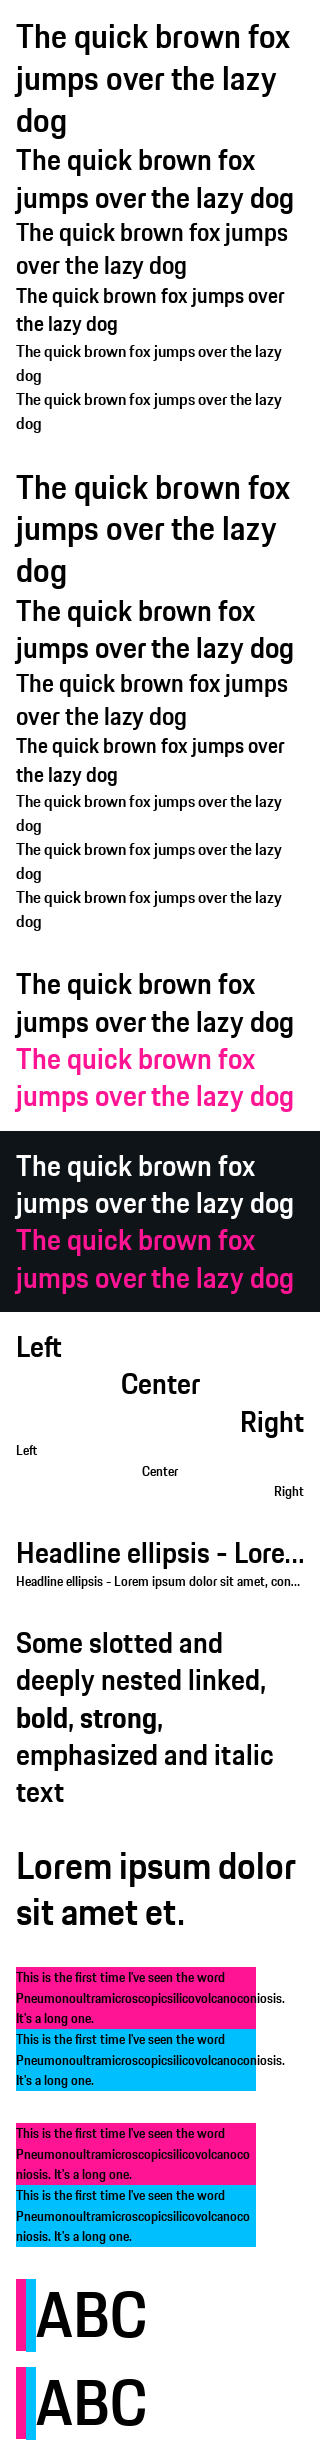 The quick brown fox
jumps over the lazy
dog
The quick brown fox
jumps over the lazy dog
The quick brown fox jumps
over the lazy dog
The quick brown fox jumps over
the lazy dog
The quick brown fox jumps over the lazy
dog
The quick brown fox jumps over the lazy
dog
The quick brown fox
jumps over the lazy
dog
The quick brown fox
jumps over the lazy dog
The quick brown fox jumps
over the lazy dog
The quick brown fox jumps over
the lazy dog
The quick brown fox jumps over the lazy
dog
The quick brown fox jumps over the lazy
dog
The quick brown fox jumps over the lazy
dog
The quick brown fox
jumps over the lazy dog
The quick brown fox
jumps over the lazy dog
The quick brown fox
jumps over the lazy dog
The quick brown fox
jumps over the lazy dog
Left
Center
Right
Left
Center
Right
Headline ellipsis - Lore...
Headline ellipsis - Lorem ipsum dolor sit amet, con...
Some slotted and
deeply nested linked,
bold, strong,
emphasized and italic
text
Lorem ipsum dolor
sit amet et.
This is the first time I've seen the word
Pneumonoultramicroscopicsilicovolcanoconiosis.
It's a long one.
This is the first time I've seen the word
Pneumonoultramicroscopicsilicovolcanoconiosis.
It's a long one.
This is the first time I've seen the word
Pneumonoultramicroscopicsilicovolcanoco
niosis. It's a long one.
This is the first time I've seen the word
Pneumonoultramicroscopicsilicovolcanoco
niosis. It's a long one.
ABC
ABC